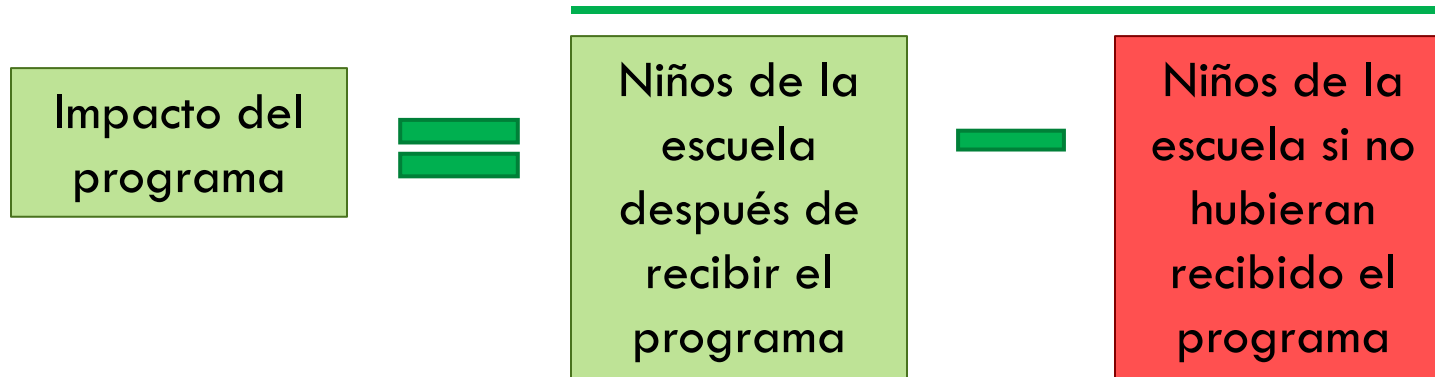 Impacto del
programa
Niños de la
escuela
después de
recibir el
programa
Niños de la
escuela si no
hubieran
recibido el
programa